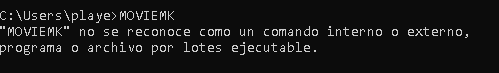 C:\Users\playe>MOVIEMK
"MOVIEMK" no se reconoce como un comando interno o externo,
programa o archivo por lotes ejecutable.